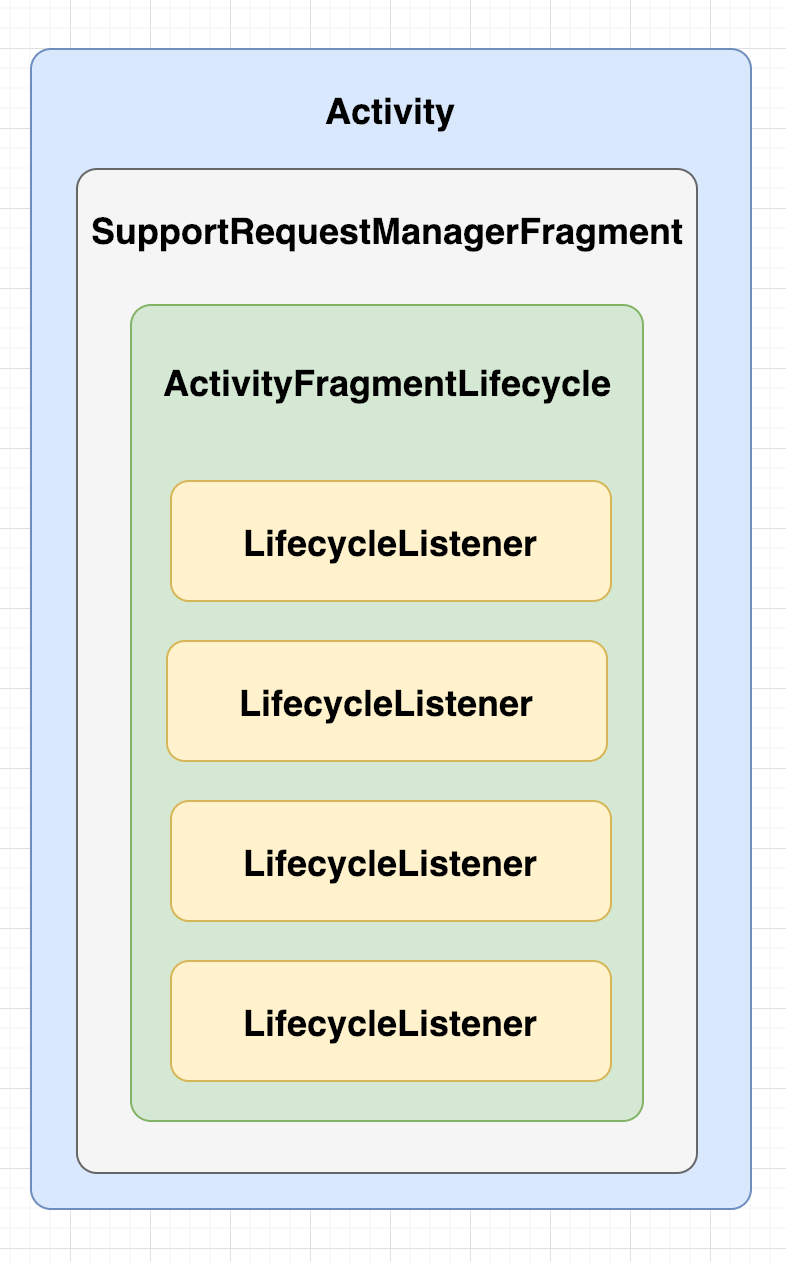 Activity
SupportRequestManagerFragment
ActivityFragmentLifecycle
LifecycleListener
LifecycleListener
LifecycleListener
LifecycleListener